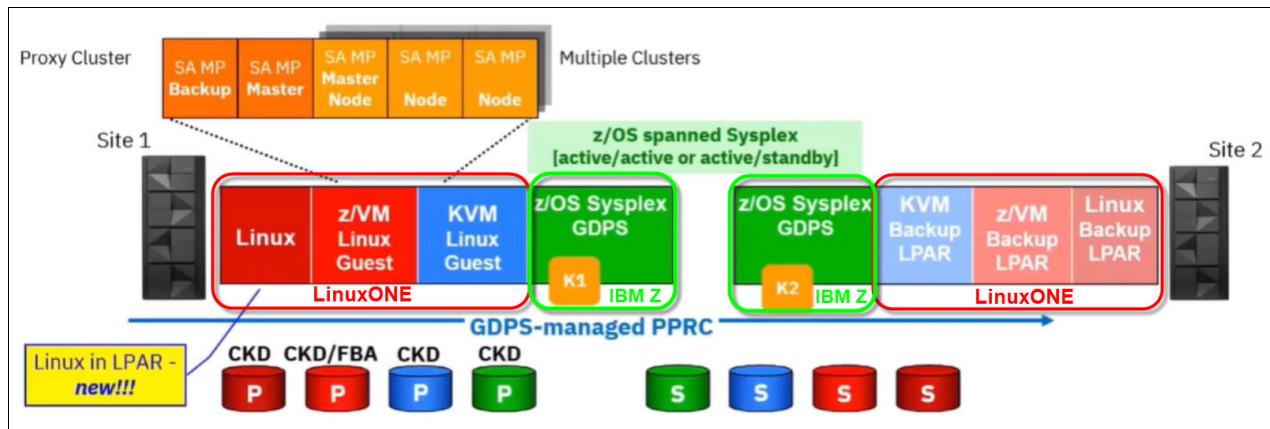 Proxy Cluster
SA MP
Backup
SA MP
Master
SA MP
Master
Node
SA MP
Node
SA MP
Node
Multiple Clusters
Site 1
z/OS spanned Sysplex
[active/active or active/standby]
Site 2
Linux
z/VM
Linux
Guest
KVM
Linux
Guest
LinuxONE
z/OS Sysplex
GDPS
K1
IBM Z
z/OS Sysplex
GDPS
K2
IBM Z
KVM
Backup
LPAR
z/VM
Backup
LPAR
Linux
Backup
LPAR
LinuxONE
GDPS-managed PPRC
Linux in LPAR -
new!!!
CKD
CKD/FBA
CKD
CKD
P
P
P
P
S
S
S
S